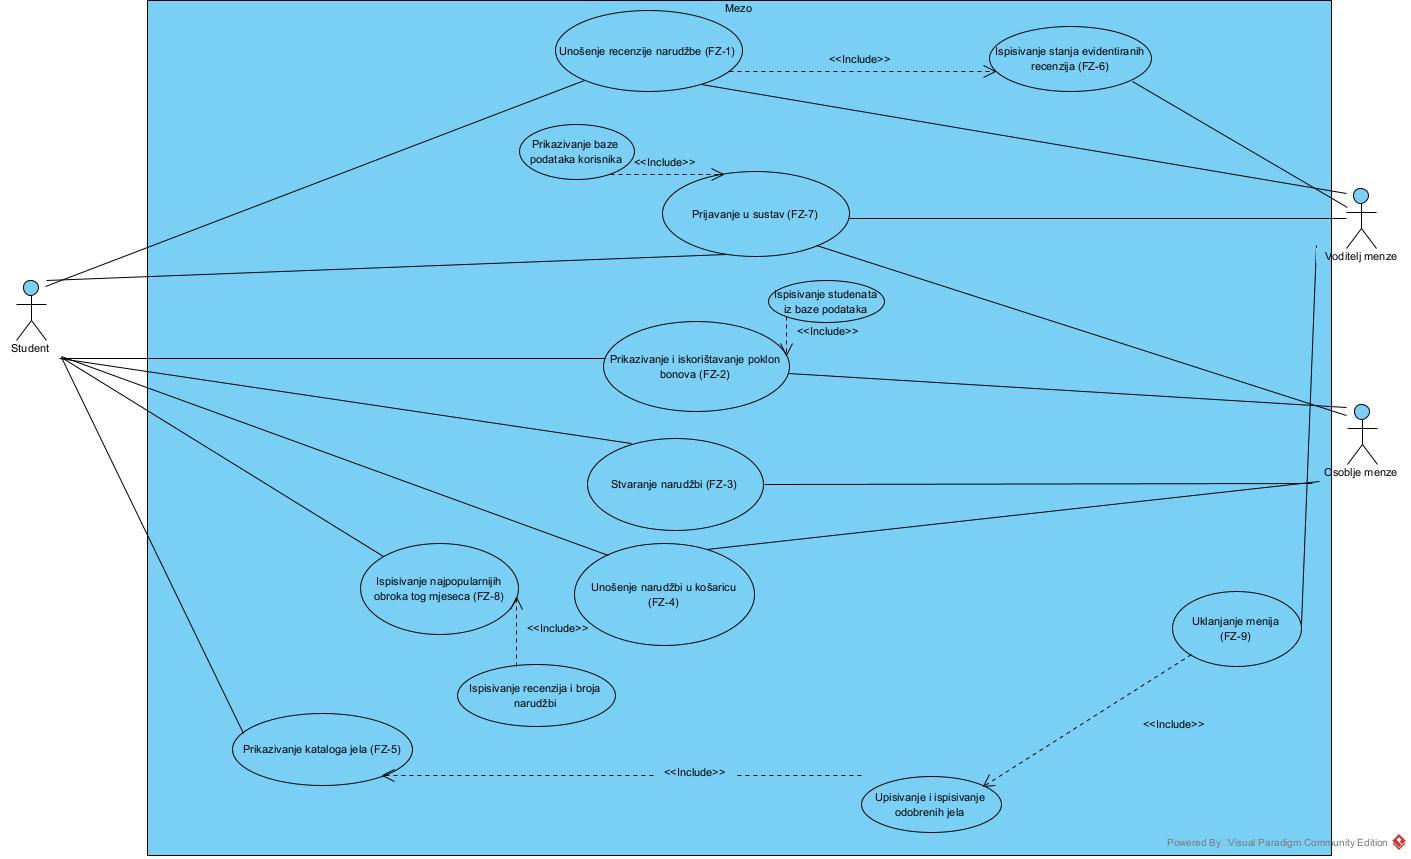 Mezo
Unošenje recenzije narudžbe (FZ-1)
<<Include>>
Ispisivanje stanja evidentiranih
recenzija (FZ-6)
Prikazivanje baze
podataka korisnika
<<Include>>
Prijavanje u sustav (FZ-7)
Voditelj menze
Student
Ispisivanje studenata
iz baze podataka
<<Include>>
Prikazivanje i iskorištavanje poklon
bonova (FZ-2)
Osoblje menze
Stvaranje narudžbi (FZ-3)
Ispisivanje najpopularnijih
obroka tog mjeseca (FZ-8)
Unošenje narudžbi u košaricu
(FZ-4)
<<Include>>
Uklanjanje menija
(FZ-9)
Ispisivanje recenzija i broja
narudžbi
<<Include>>
Prikazivanje kataloga jela (FZ-5)
<<Include>>
Upisivanje i ispisivanje
odobrenih jela
Powered By Visual Paradigm Community Edition